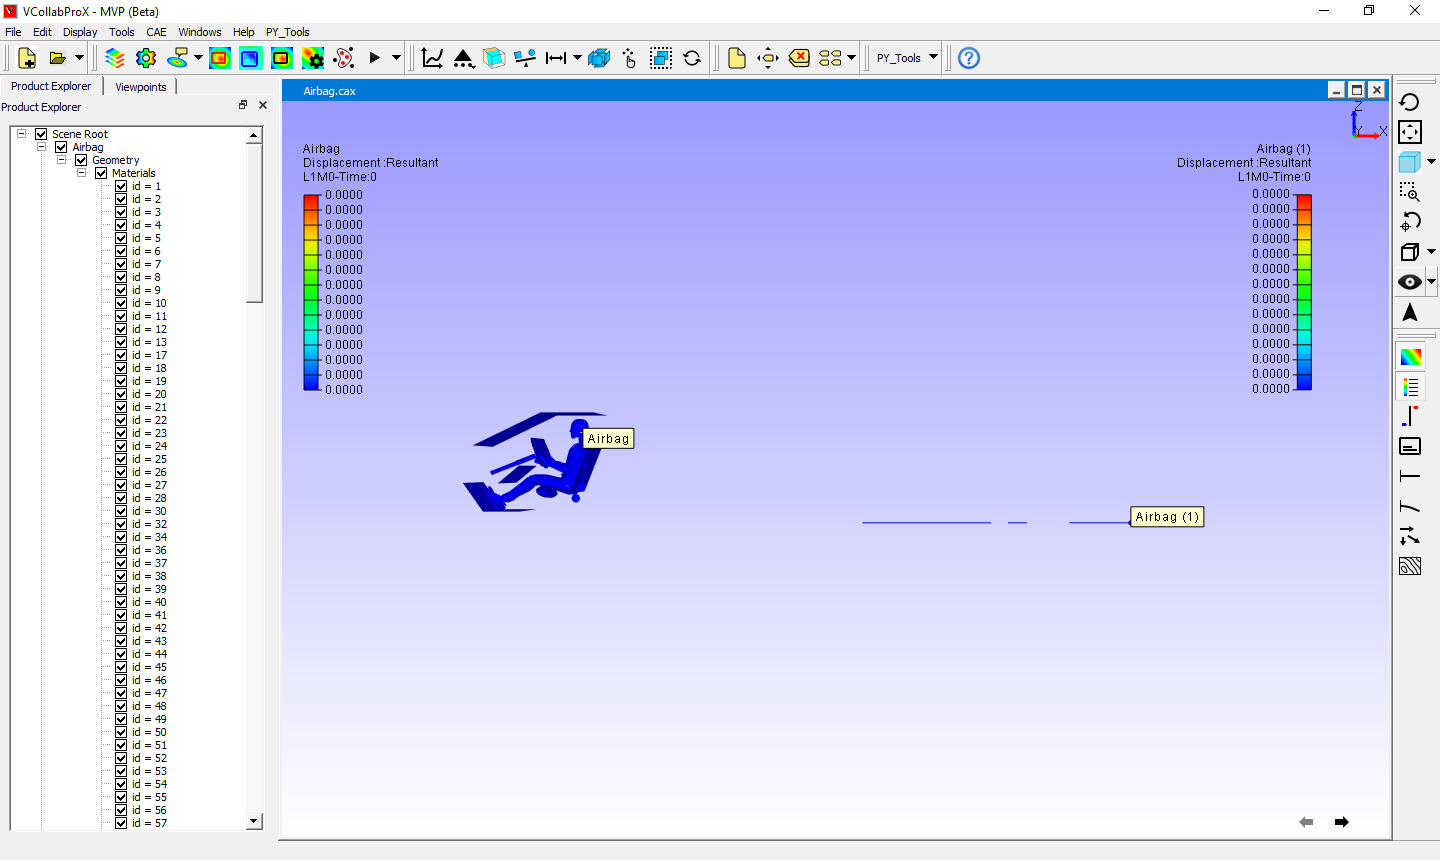 VCollabProX - MVP (Beta)
File Edit Display Tools CAE Windows Help PY_Tools
PY_Tools
Product Explorer Viewpoints
Product Explorer
Scene Root
Airbag
Geometry
Materials
id = 1
id = 2
id = 3
id = 4
id = 5
id = 6
id = 7
id = 8
id = 9
id = 10
id = 11
id = 12
id = 13
id = 17
id = 18
id = 19
id = 20
id = 21
id = 22
id = 23
id = 24
id = 25
id = 26
id = 27
id = 28
id = 30
id = 32
id = 34
id = 36
id = 37
id = 38
id = 39
id = 40
id = 41
id = 42
id = 43
id = 44
id = 45
id = 46
id = 47
id = 48
id = 49
id = 50
id = 51
id = 52
id = 53
id = 54
id = 55
id = 56
id = 57
Airbag.cax
Airbag
Displacement :Resultant
L1M0-Time:0
0.0000
0.0000
0.0000
0.0000
0.0000
0.0000
0.0000
0.0000
0.0000
0.0000
0.0000
0.0000
0.0000
0.0000
Airbag (1)
Displacement :Resultant
L1M0-Time:0
0.0000
0.0000
0.0000
0.0000
0.0000
0.0000
0.0000
0.0000
0.0000
0.0000
0.0000
0.0000
0.0000
0.0000
Z
Y X
Airbag
Airbag (1)